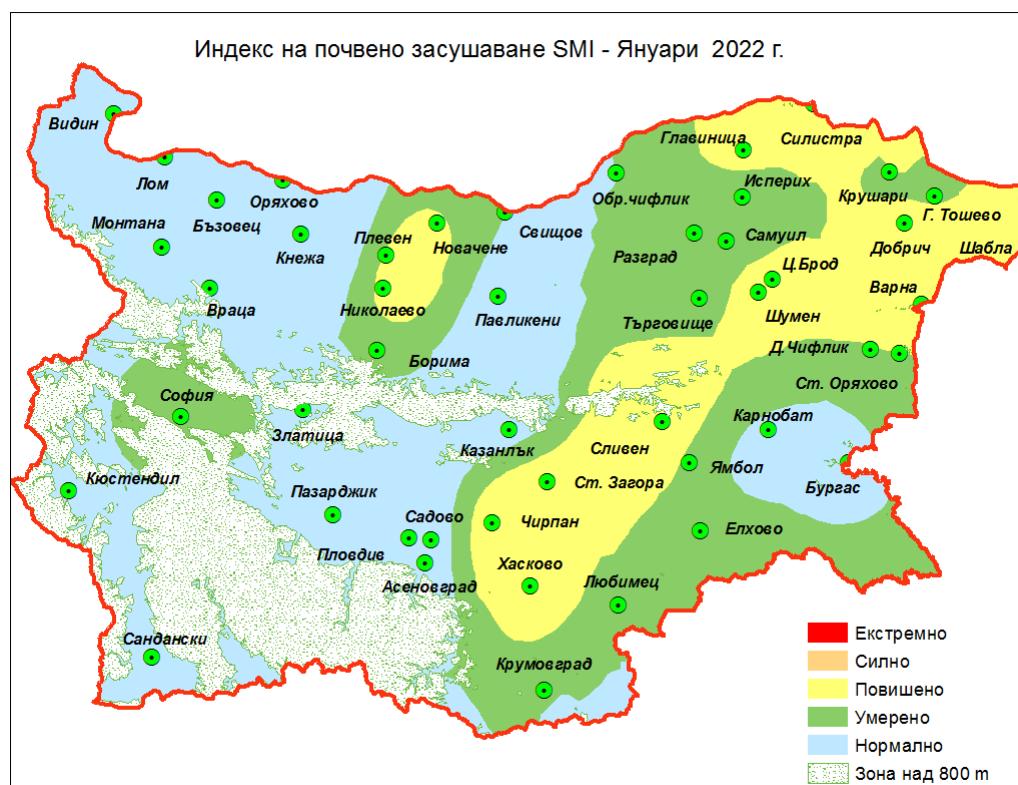 Индекс на почвено засушаване SMI - Януари 2022 г.
Видин
Главиница
Силистра
Лом
Исперих
Обр.чифлик
Крушари
Оряхово
Бъзовец
Монтана
Свищов
Г. Тошево
Добрич
Шабла
Новачене
Плевен
Кнежа
Самуил
Разград
Ц.Брод
Варна
Враца
Николаево
Павликени
Търговище
Шумен
Борима
Д.Чифлик
Ст. Оряхово
София
Златица
Казанлък
Сливен
Карнобат
Ямбол
Бургас
Кюстендил
Пазарджик
Ст. Загора
Садово
Чирпан
Елхово
Пловдив
Асеновград
Хасково
Любимец
Сандански
Крумовград
Екстремно
Силно
Повишено
Умерено
Нормално
Зона над 800 m